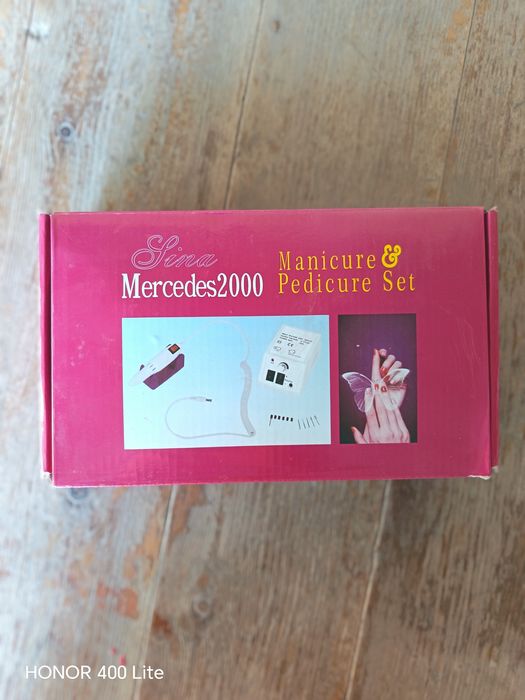 Sina
Mercedes2000
Manicure &
Pedicure Set
HONOR 400 Lite